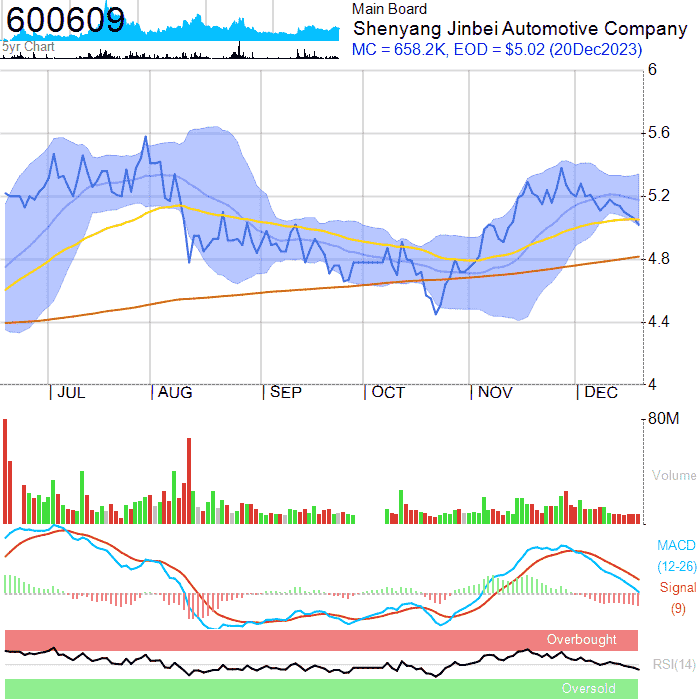 600609
5yr Chart
Main Board
Shenyang Jinbei Automotive Company
MC = 658.2K, EOD = $5.02 (20Dec2023)
6
5.6
5.2
4.8
4.4
4
JUL
AUG
SEP
OCT
NOV
DEC
80M
Volume
MACD
(12-26)
Signal
(9)
Overbought
RSI(14)
Oversold